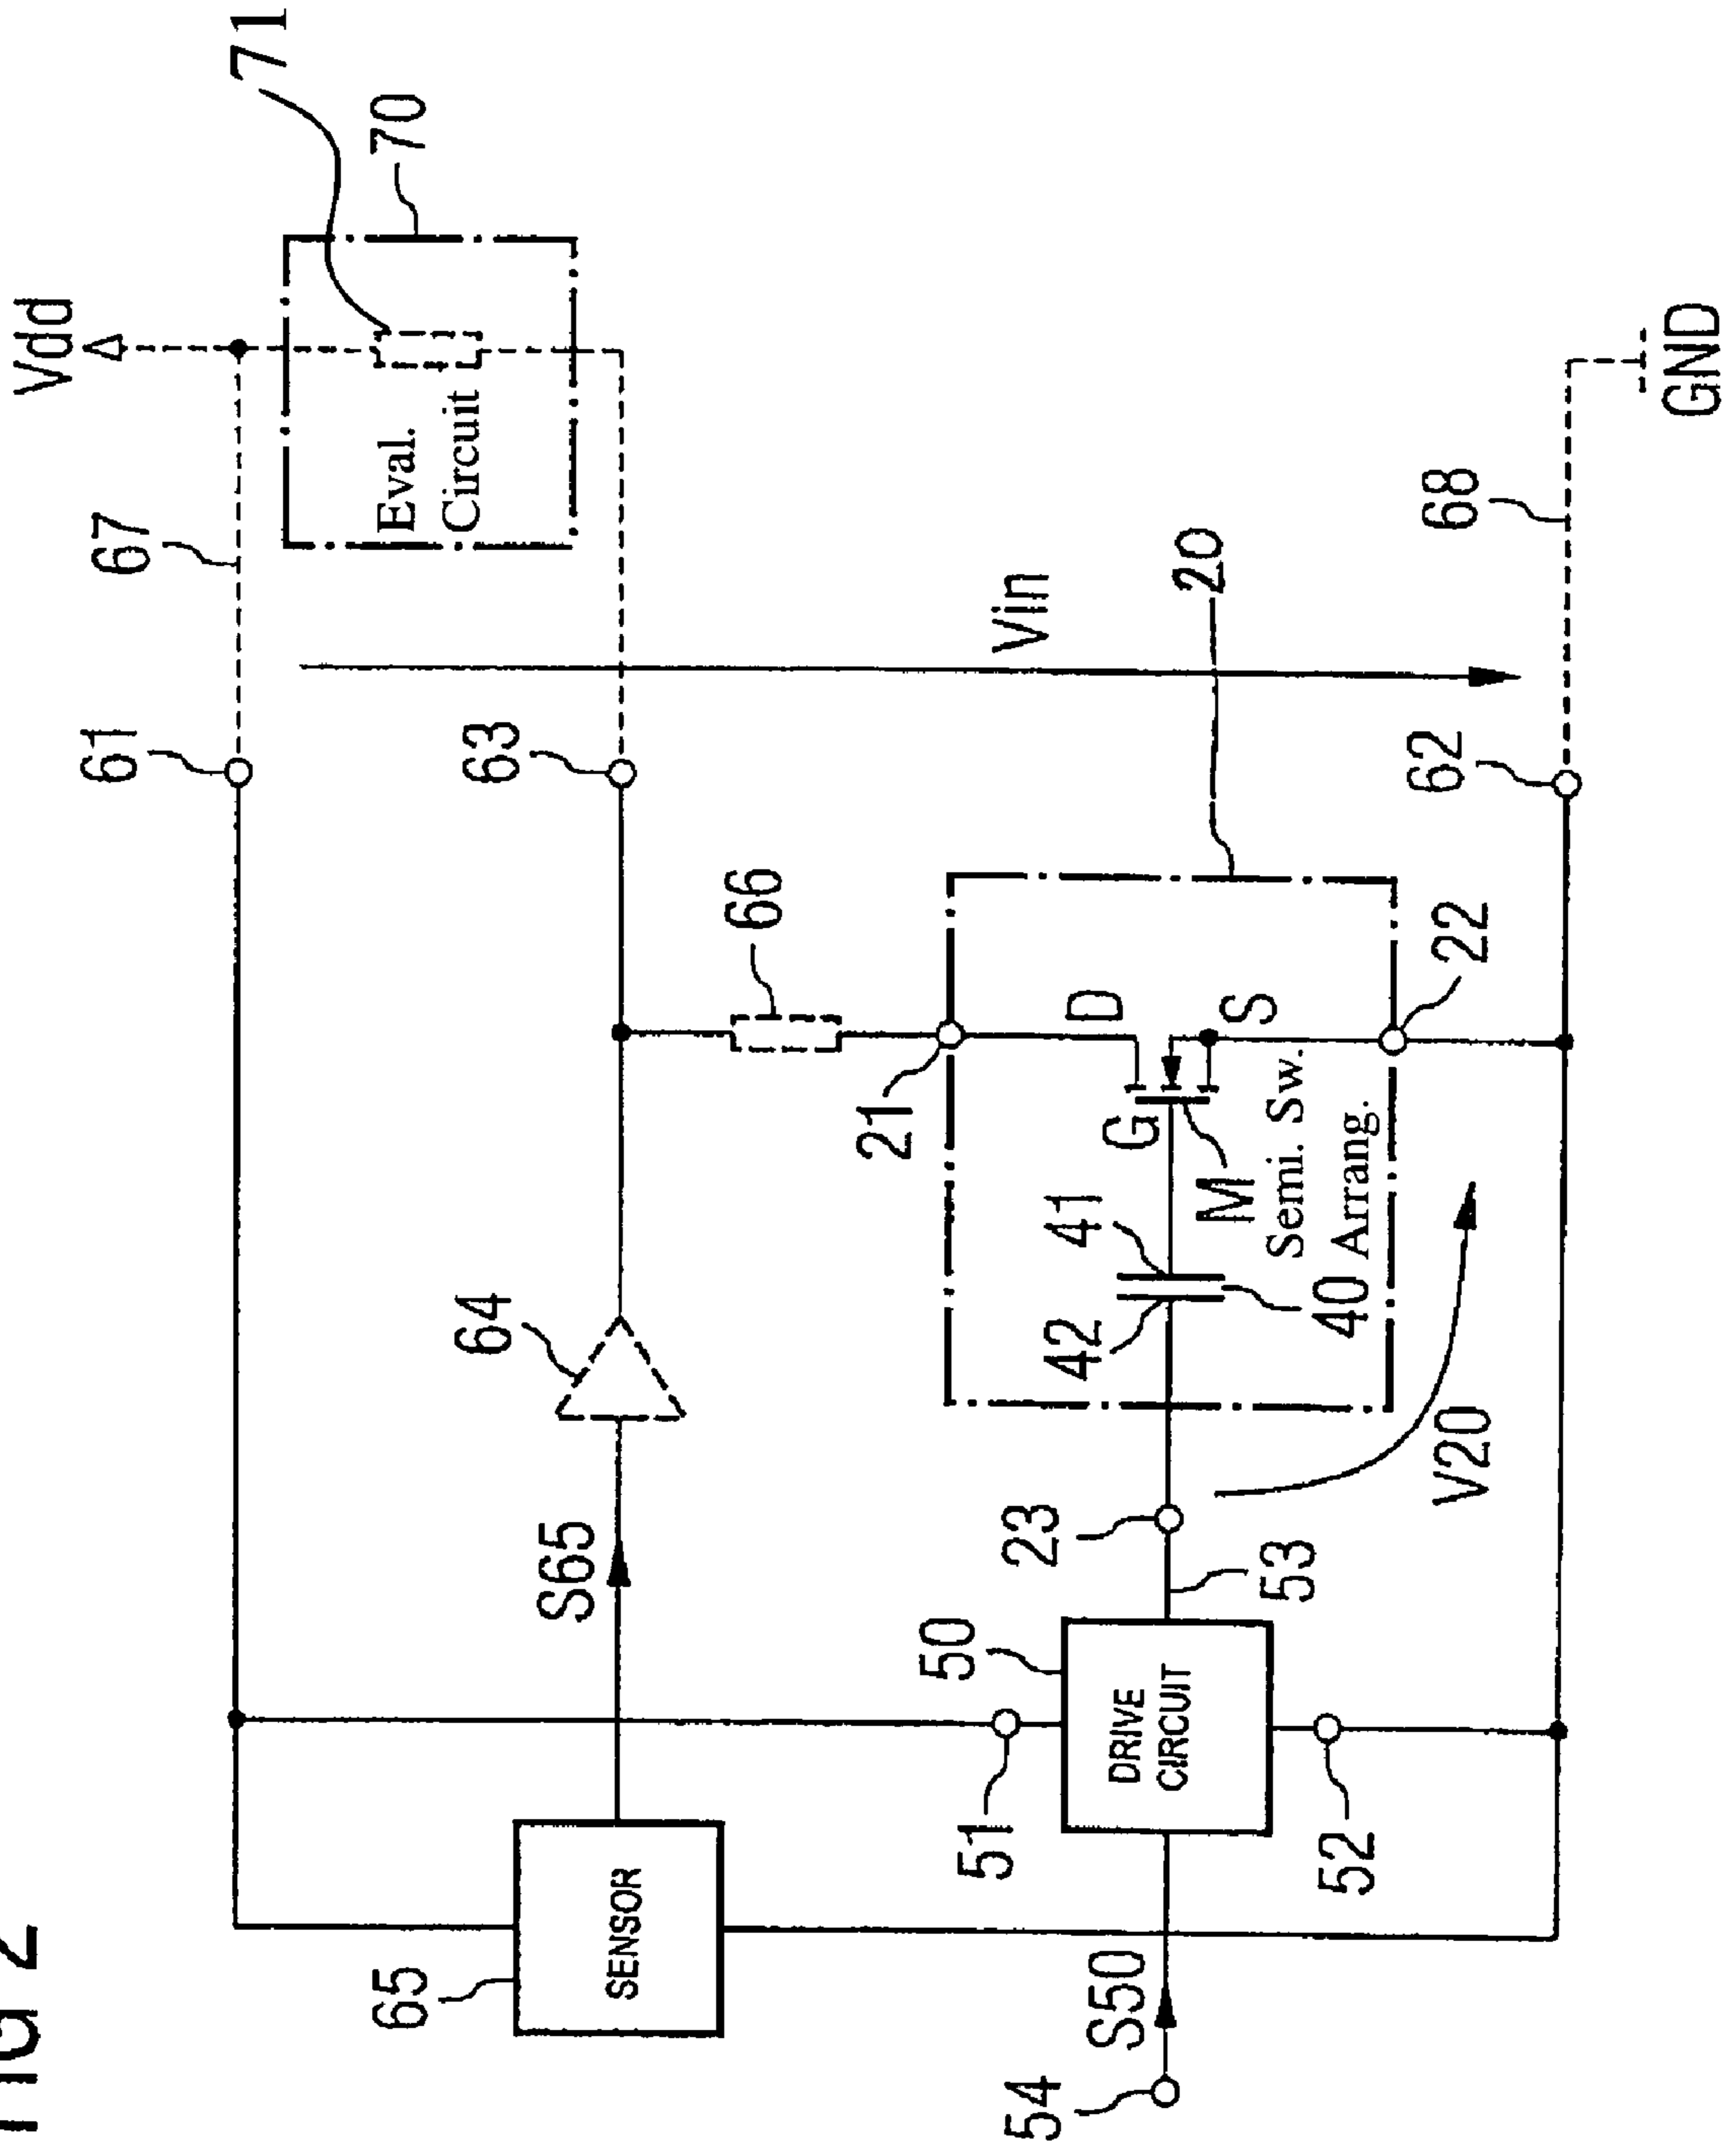 FIG 2
Vdd
71
67
70
61
Eval.
Circuit
63
Vin
66
20
64
S65
21
D
G
S
M
41
42
40
Semi. Sw.
Arrang.
22
62
68
GND
65
SENSOR
50
DRIVE
CIRCUIT
51
52
53
23
V20
54
S50